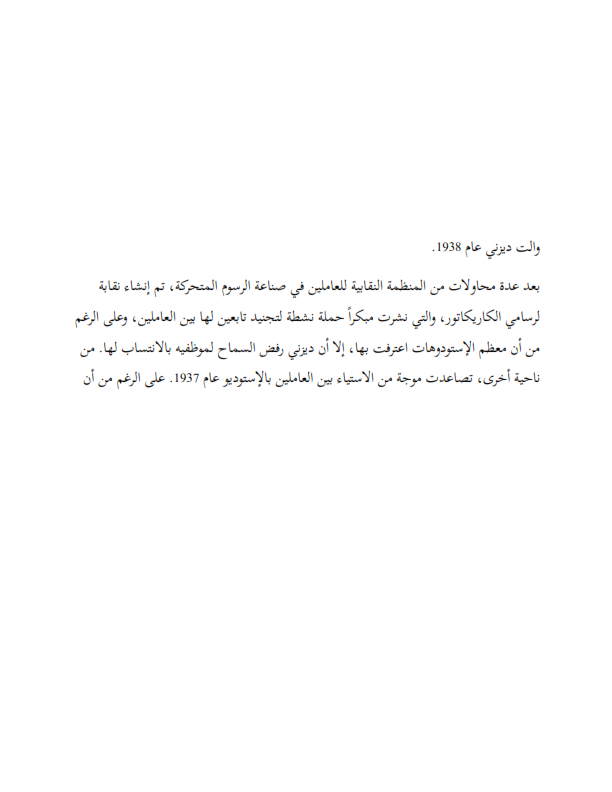 والت ديزني عام 1938.
بعد عدة محاولات من المنظمة النقابية للعاملين في صناعة الرسوم المتحركة، تم إنشاء نقابة
لرسامي الكاريكاتور، والتي نشرت مبكراً حملة نشطة لتجنيد تابعين لها بين العاملين، وعلى الرغم
من أن معظم الإستودوهات اعترفت بها، إلا أن ديزني رفض السماح لموظفيه بالانتساب لها. من
ناحية أخرى، تصاعدت موجة من الاستياء بين العاملين بالإستوديو عام 1937. على الرغم من أن